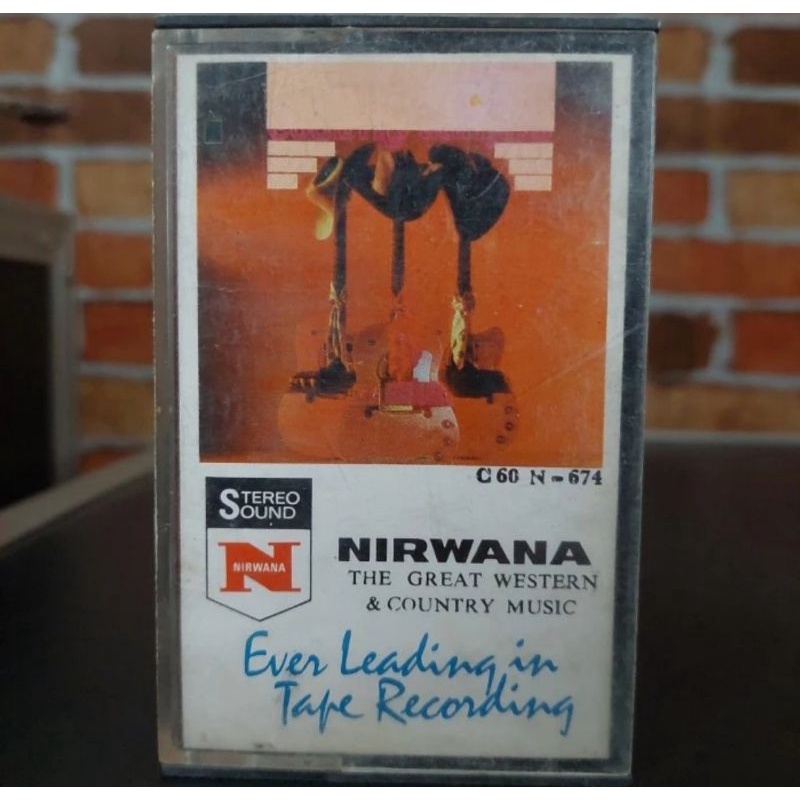 C 60 N-674
STEREO
SOUND
N
NIRWANA
NIRWANA
THE GREAT WESTERN
& COUNTRY MUSIC
Ever Leading in
Tape Recording